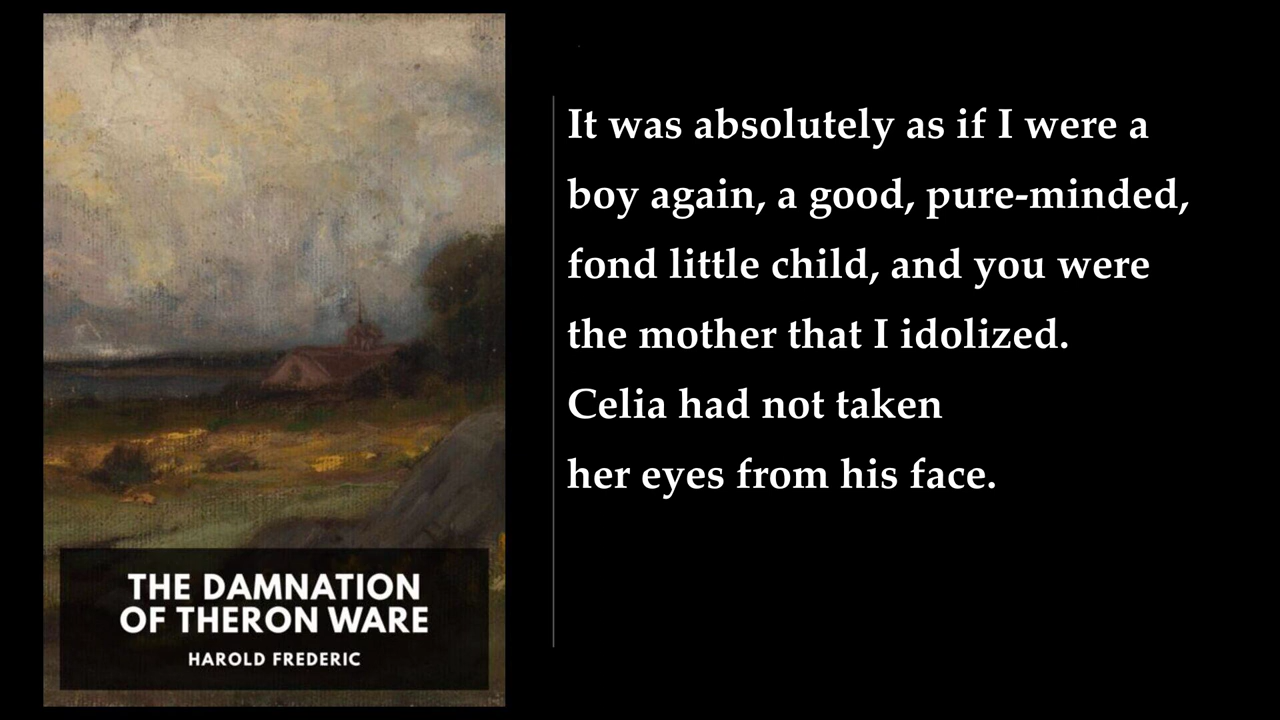 It was absolutely as if I were a
boy again, a good, pure-minded,
fond little child, and you were
the mother that I idolized.
Celia had not taken
her eyes from his face.
THE DAMNATION
OF THERON WARE
HAROLD FREDERIC